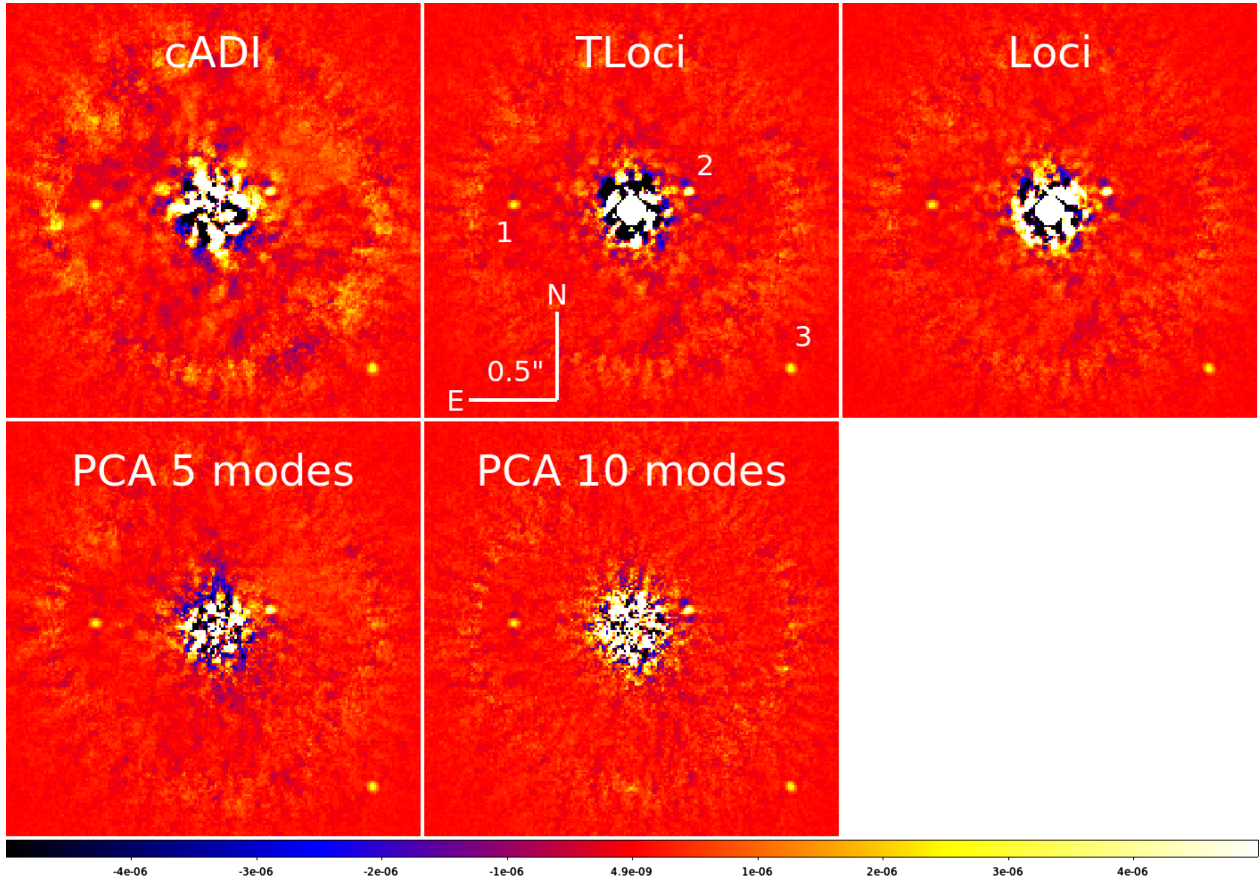 cADI
TLoci
Loci
2
1
N
3
0.5"
E
PCA 5 modes
PCA 10 modes
-4e-06 -3e-06 -2e-06 -1e-06 4.9e-09 1e-06 2e-06 3e-06 4e-06